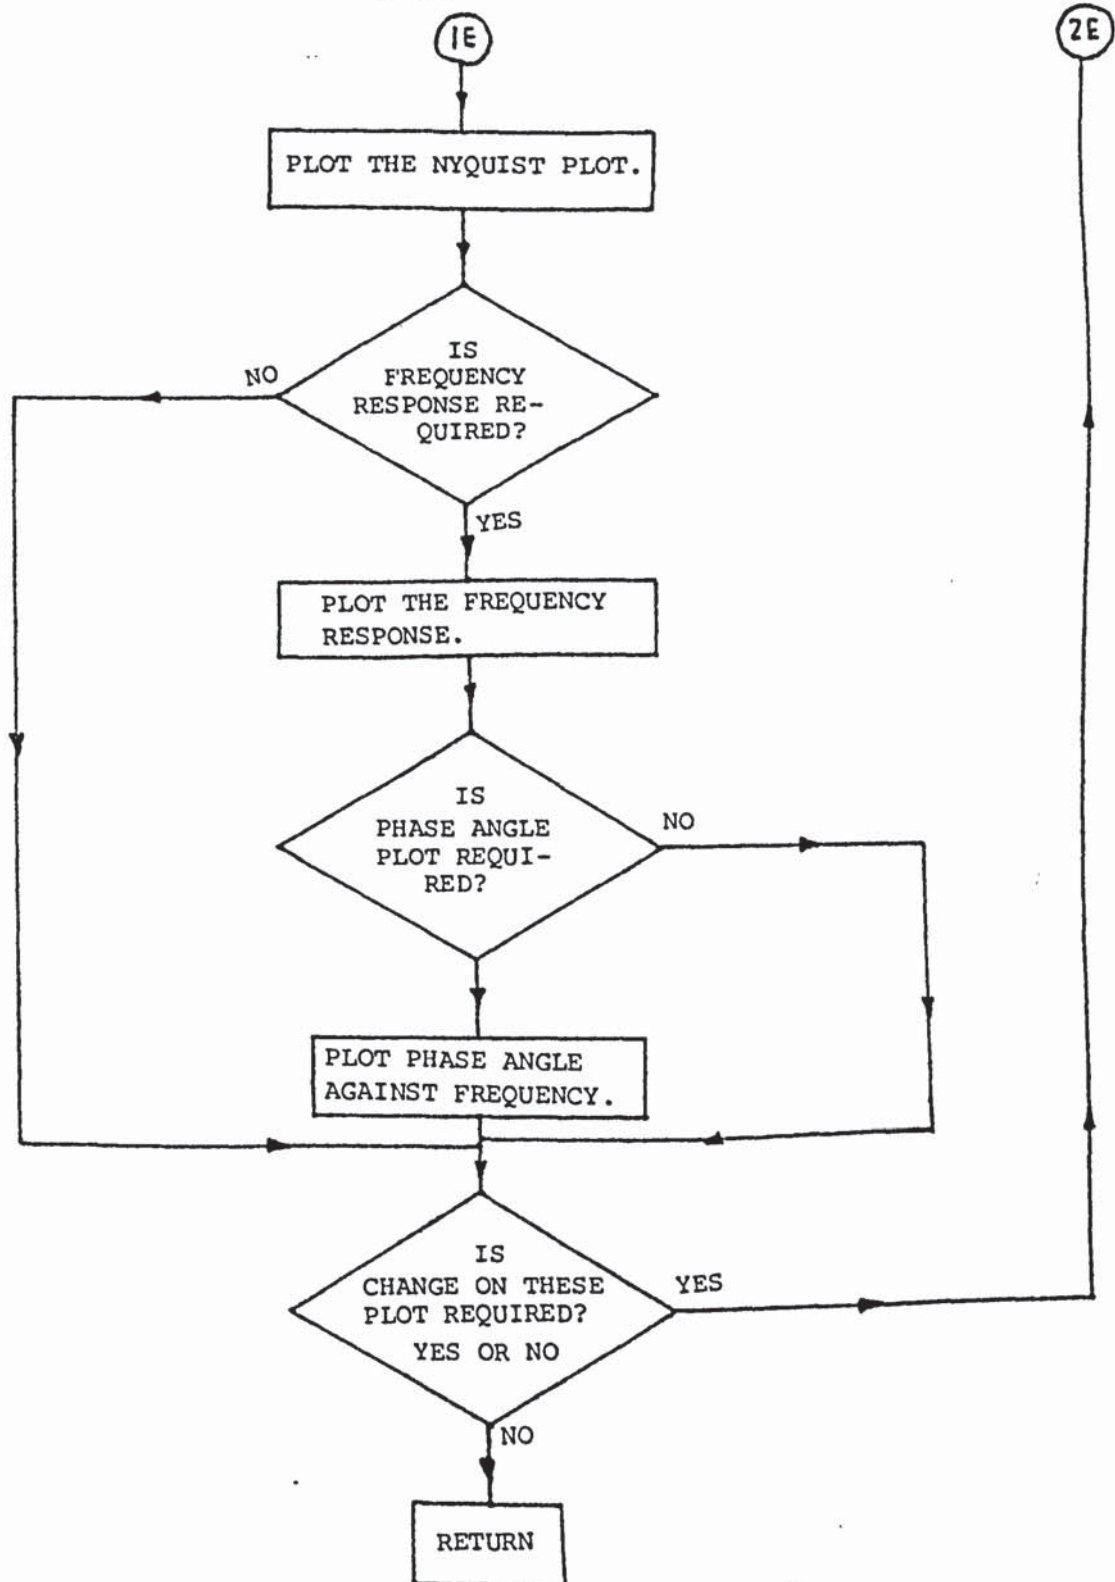 1E
2E
PLOT THE NYQUIST PLOT.
IS
FREQUENCY
RESPONSE RE-
QUIRED?
NO
YES
PLOT THE FREQUENCY
RESPONSE.
IS
PHASE ANGLE
PLOT REQUI-
RED?
NO
PLOT PHASE ANGLE
AGAINST FREQUENCY.
IS
CHANGE ON THESE
PLOT REQUIRED?
YES OR NO
YES
NO
RETURN